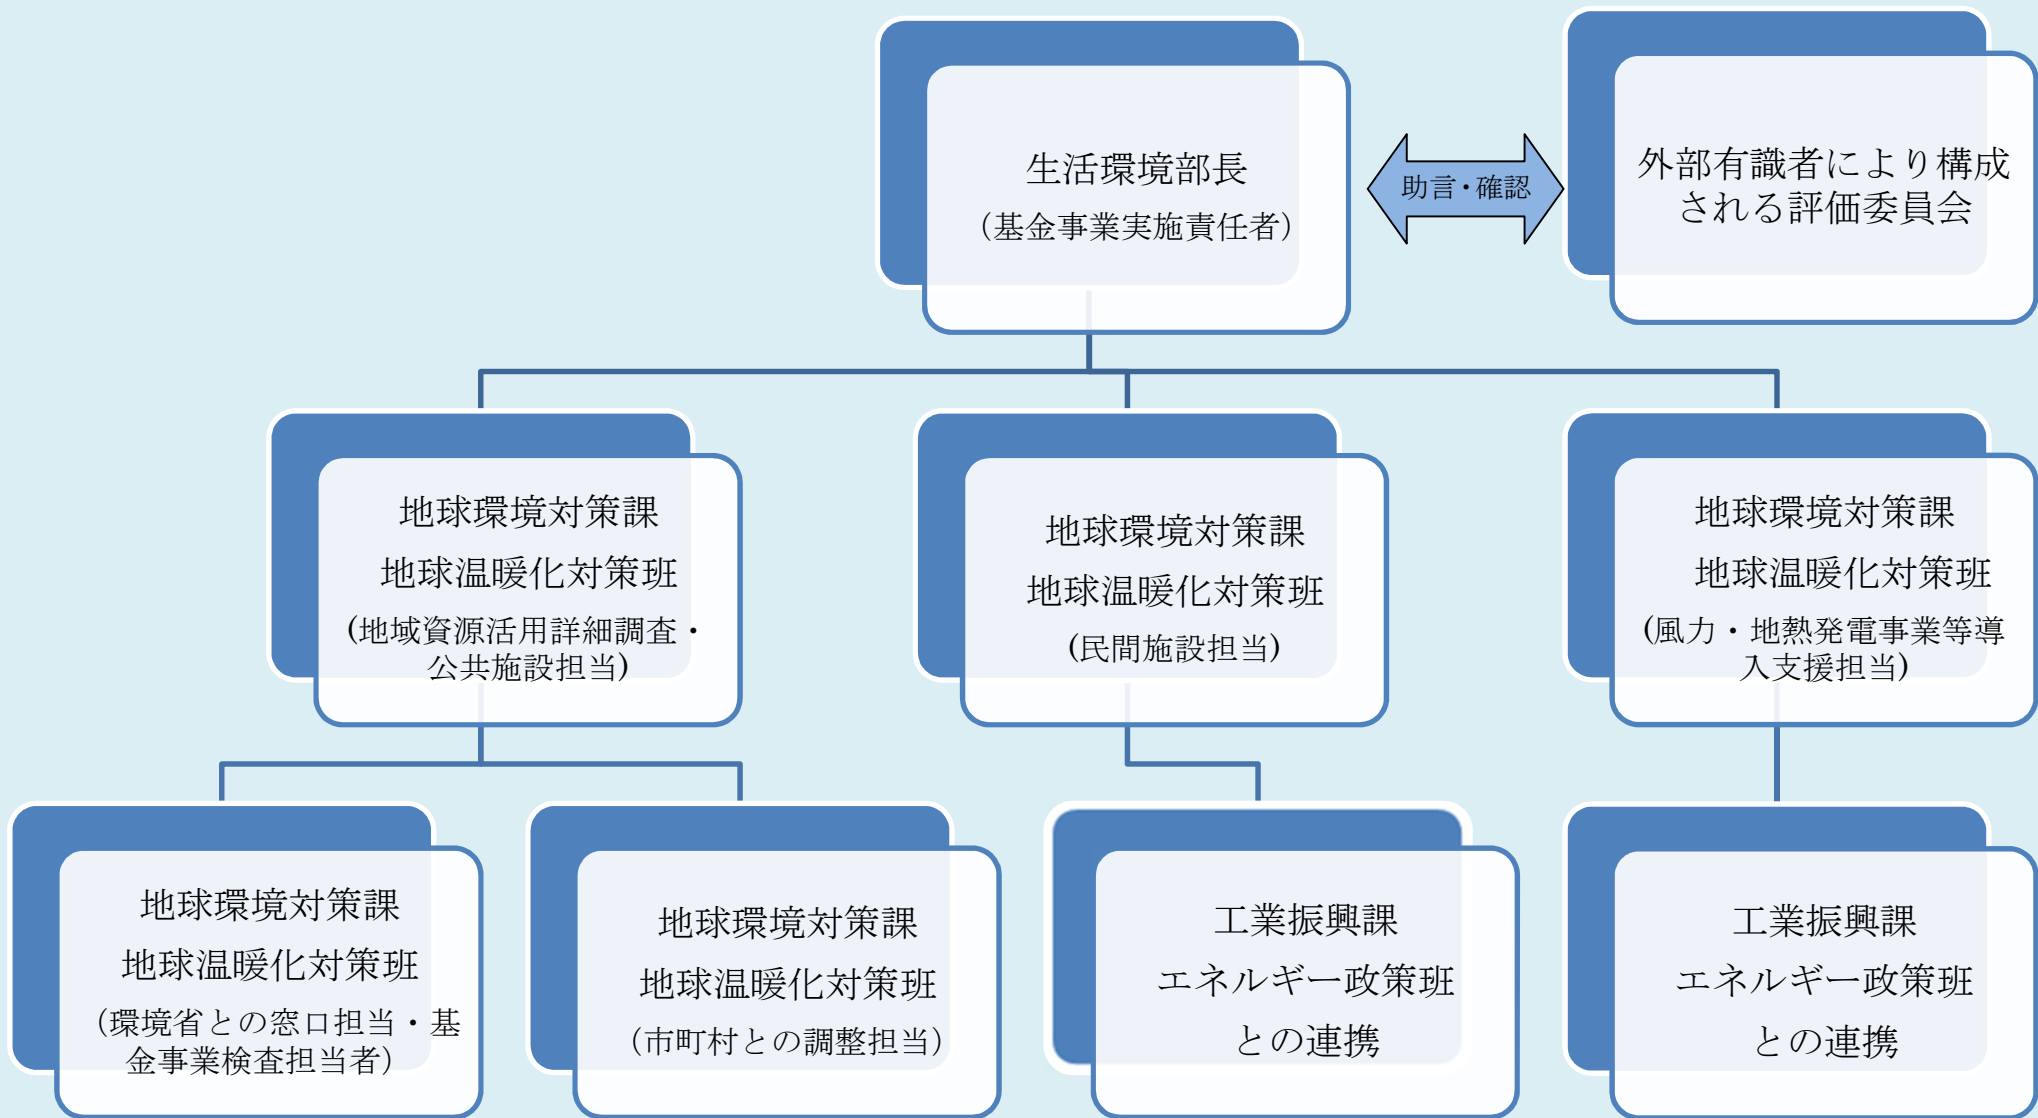 生活環境部長
（基金事業実施責任者）
助言・確認
外部有識者により構成
される評価委員会
地球環境対策課
地球温暖化対策班
(地域資源活用詳細調査・
公共施設担当)
地球環境対策課
地球温暖化対策班
(民間施設担当)
地球環境対策課
地球温暖化対策班
(風力・地熱発電事業等導
入支援担当)
地球環境対策課
地球温暖化対策班
（環境省との窓口担当・基
金事業検査担当者）
地球環境対策課
地球温暖化対策班
（市町村との調整担当）
工業振興課
エネルギー政策班
との連携
工業振興課
エネルギー政策班
との連携